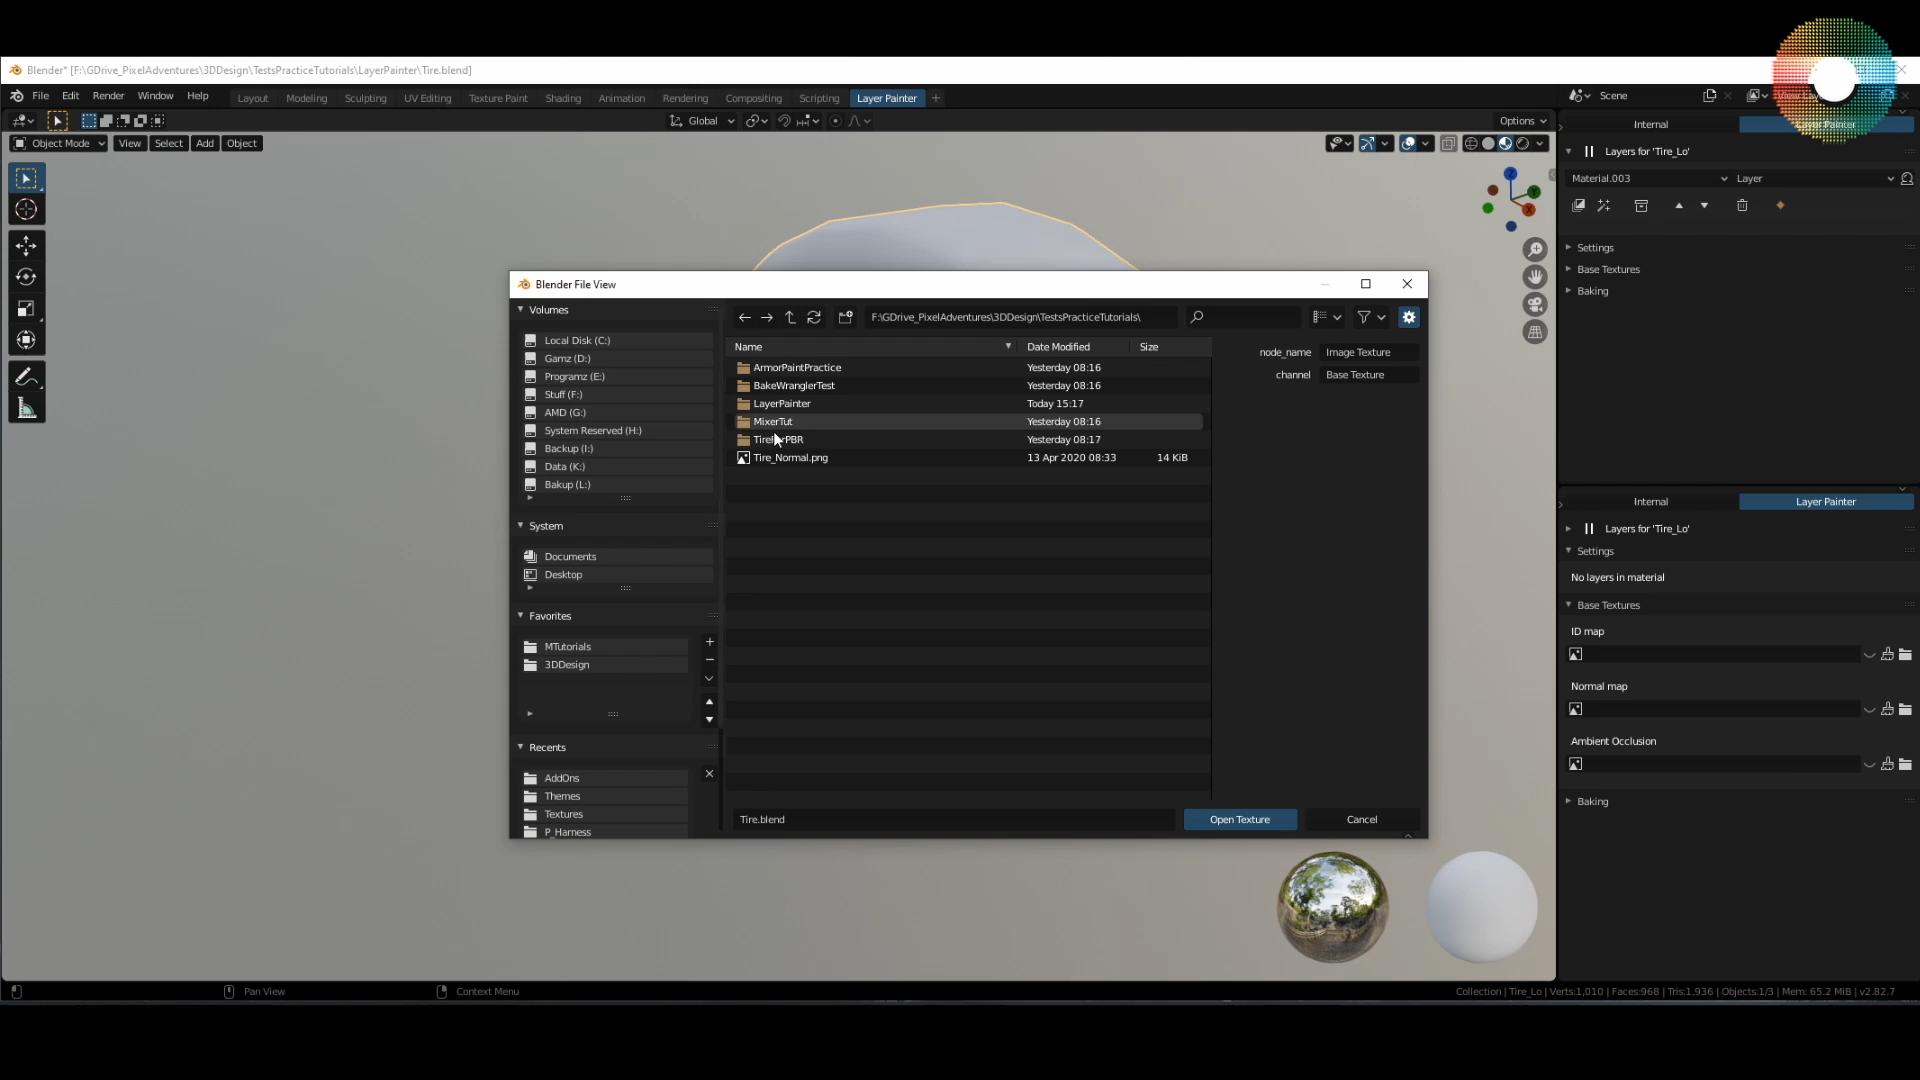 Blender* [F:\GDrive_PixelAdventures\3DDesign\TestsPracticeTutorials\LayerPainter\Tire.blend]
File Edit Render Window Help Layout Modeling Sculpting UV Editing Texture Paint Shading Animation Rendering Compositing Scripting Layer Painter + Scene
Global Options
Object Mode View Select Add Object
Internal
Layers for 'Tire_Lo'
Material.003 Layer
Settings
Base Textures
Baking
Blender File View
Volumes
Local Disk (C:)
Gamz (D:)
Programz (E:)
Stuff (F:)
AMD (G:)
System Reserved (H:)
Backup (I:)
Data (K:)
Bakup (L:)
System
Documents
Desktop
Favorites
MTutorials
3DDesign
Recents
AddOns
Themes
Textures
P_Harness
F:\GDrive_PixelAdventures\3DDesign\TestsPracticeTutorials\
Name Date Modified Size
ArmorPaintPractice Yesterday 08:16
BakeWranglerTest Yesterday 08:16
LayerPainter Today 15:17
MixerTut Yesterday 08:16
Yesterday 08:17
Tire_Normal.png 13 Apr 2020 08:33 14 KiB
node_name Image Texture
channel Base Texture
Tire.blend Open Texture Cancel
Internal Layer Painter
Layers for 'Tire_Lo'
Settings
No layers in material
Base Textures
ID map
Normal map
Ambient Occlusion
Baking
Z
Y
X
Pan View Context Menu Collection | Tire_Lo | Verts:1,010 | Faces:968 | Tris:1,936 | Objects:1/3 | Mem: 65.2 MiB | v2.82.7